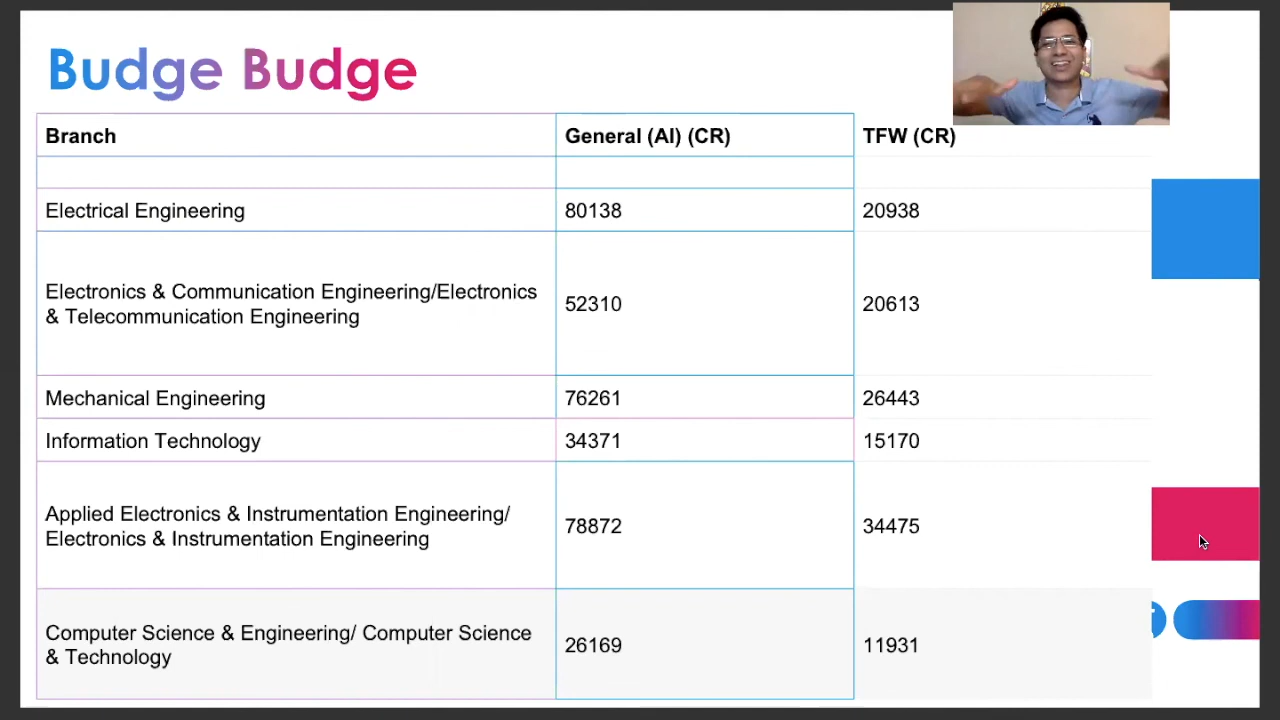 Budge Budge
Branch General (AI) (CR) TFW (CR)
Electrical Engineering 80138 20938
Electronics & Communication Engineering/Electronics
& Telecommunication Engineering 52310 20613
Mechanical Engineering 76261 26443
Information Technology 34371 15170
Applied Electronics & Instrumentation Engineering/
Electronics & Instrumentation Engineering 78872 34475
Computer Science & Engineering/ Computer Science
& Technology 26169 11931